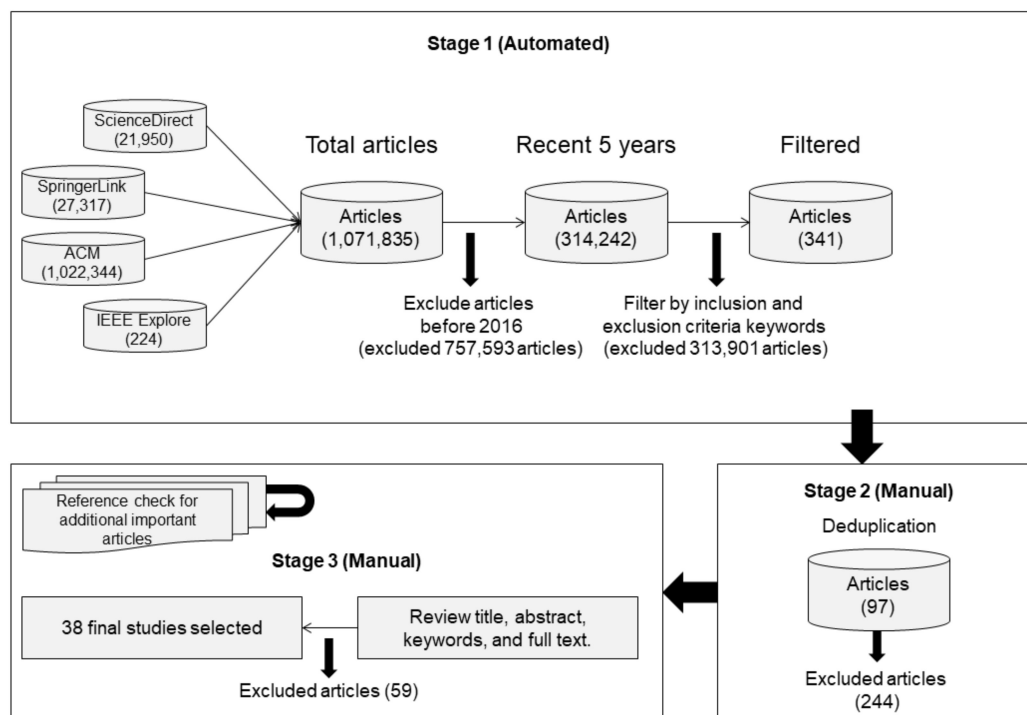 Stage 1 (Automated)
ScienceDirect
(21,950)
SpringerLink
(27,317)
ACM
(1,022,344)
IEEE Explore
(224)
Total articles
Articles
(1,071,835)
Recent 5 years
Articles
(314,242)
Filtered
Articles
(341)
Exclude articles
before 2016
(excluded 757,593 articles)
Filter by inclusion and
exclusion criteria keywords
(excluded 313,901 articles)
Stage 2 (Manual)
Deduplication
Articles
(97)
Excluded articles
(244)
Reference check for
additional important
articles
Stage 3 (Manual)
38 final studies selected
Review title, abstract,
keywords, and full text.
Excluded articles (59)